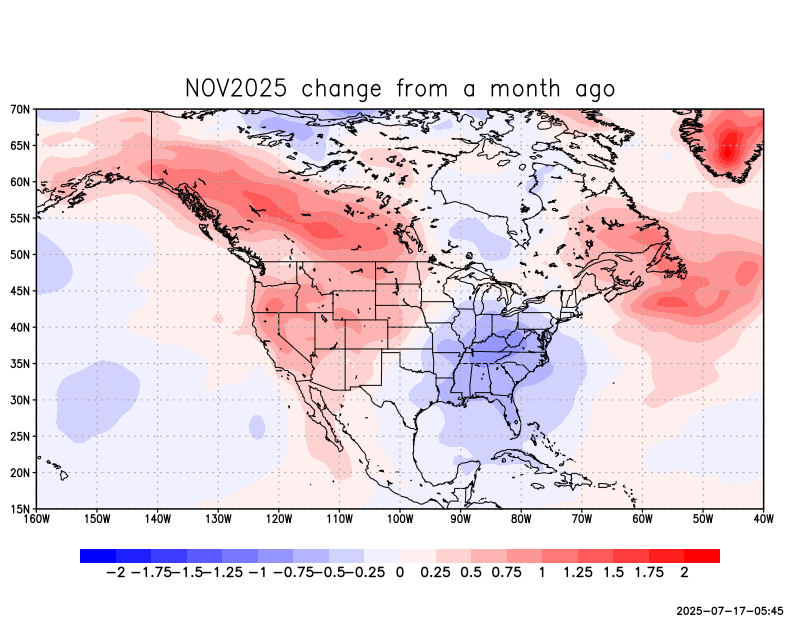 NOV2025 change from a month ago
70N
65N
60N
55N
50N
45N
40N
35N
30N
25N
20N
15N
160W 150W 140W 130W 120W 110W 100W 90W 80W 70W 60W 50W 40W
-2 -1.75 -1.5 -1.25 -1 -0.75 -0.5 -0.25 0 0.25 0.5 0.75 1 1.25 1.5 1.75 2
2025-07-17-05:45